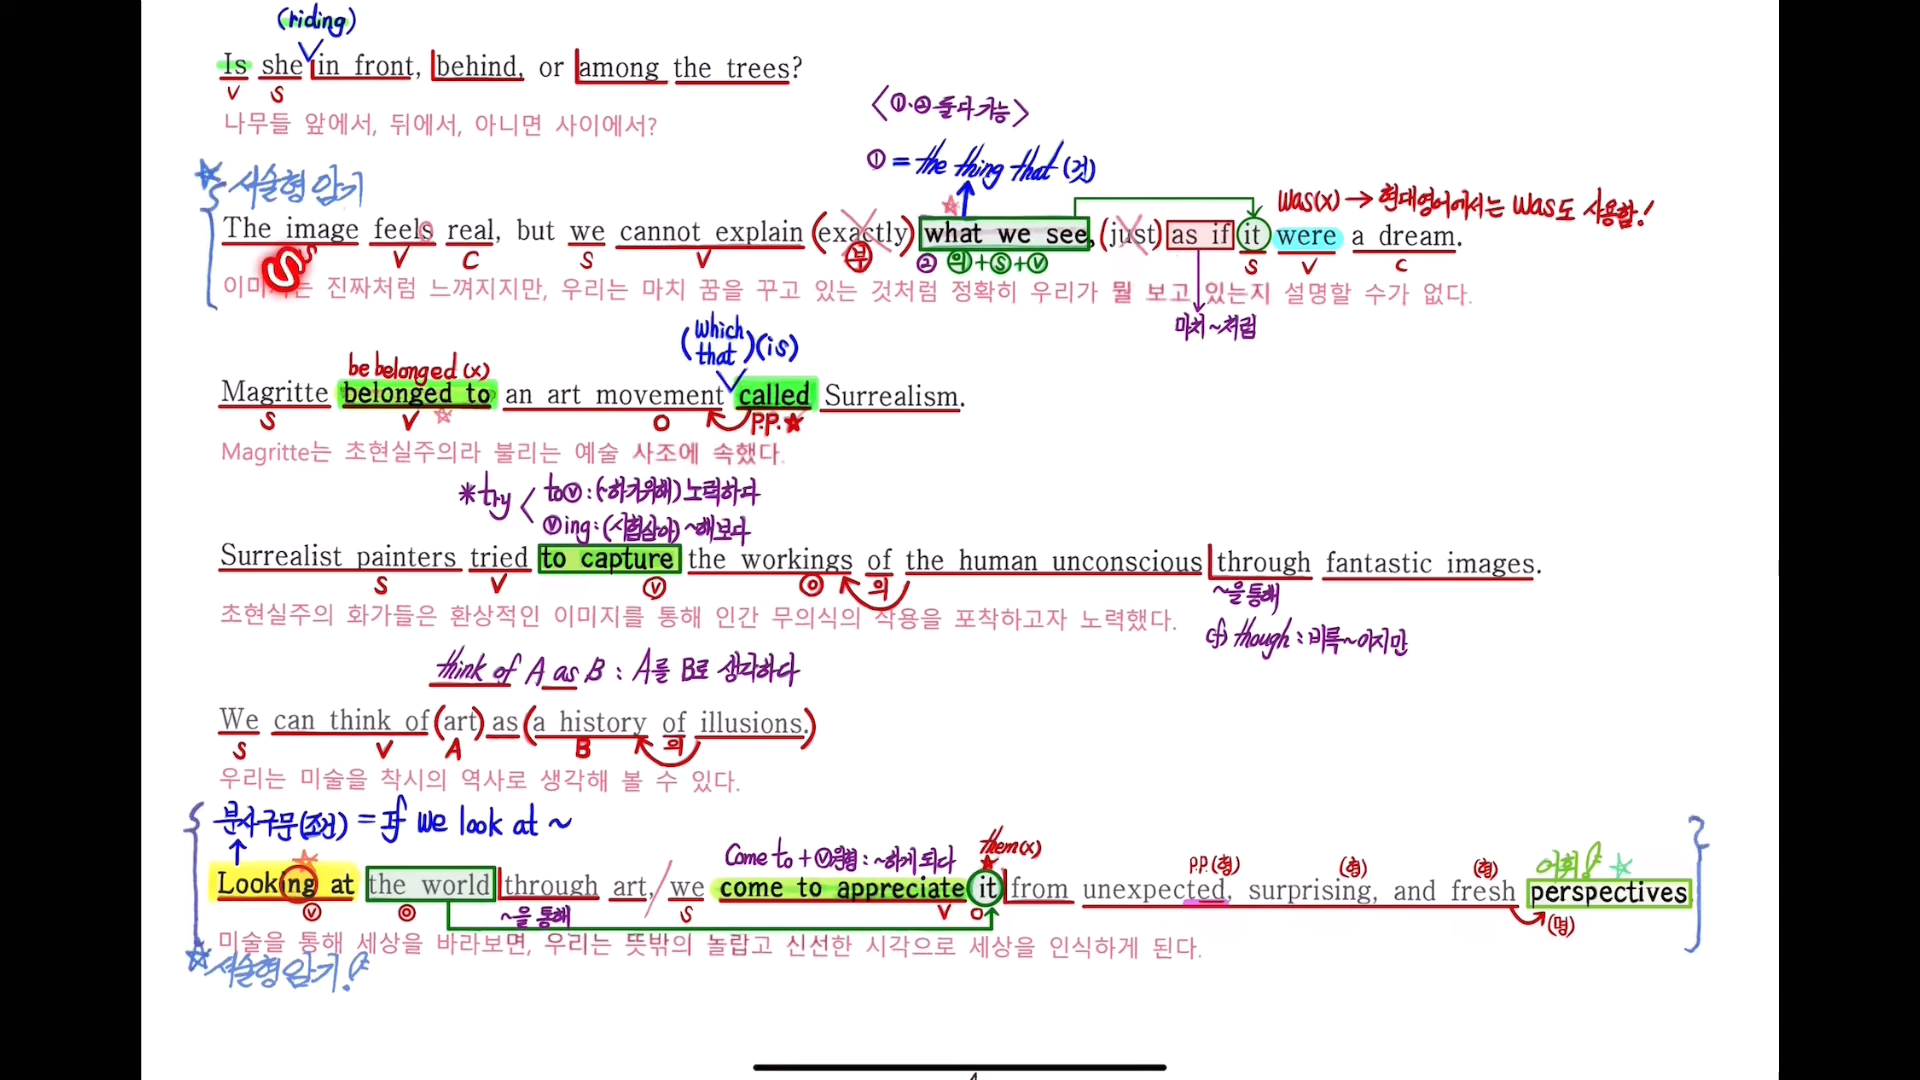 (riding)
Is she in front, behind, or among the trees?
V S
나무들 앞에서, 뒤에서, 아니면 사이에서?
<①·② 둘다 가능>
① = the thing that (것)
☆ 서술형 암기
was(x) → 현대영어에서는 was도 사용함!
The image feels real, but we cannot explain (exactly) what we see, (just) as if it were a dream.
S V C S V 부 ② 의+S+V S V C
이미지는 진짜처럼 느껴지지만, 우리는 마치 꿈을 꾸고 있는 것처럼 정확히 우리가 뭘 보고 있는지 설명할 수가 없다.
마치~처럼
(which that)(is)
be belonged (x)
Magritte belonged to an art movement called Surrealism.
S V O P.P.★
Magritte는 초현실주의라 불리는 예술 사조에 속했다.
*try < to ⓥ : (~하기위해) 노력하다
ⓥing : (시험삼아) ~해보다
Surrealist painters tried to capture the workings of the human unconscious through fantastic images.
S V ⓥ ⓞ 의 ~을 통해
초현실주의 화가들은 환상적인 이미지를 통해 인간 무의식의 작용을 포착하고자 노력했다.
cf) though : 비록~이지만
think of A as B : A를 B로 생각하다
We can think of (art) as (a history of illusions.)
S V A B 의
우리는 미술을 착시의 역사로 생각해 볼 수 있다.
분사구문(조건) = If we look at ~
Come to + ⓥ원형 : ~하게 되다 them(x) P.P.(형) (형) (형) 어휘!
Looking at the world through art, we come to appreciate it from unexpected, surprising, and fresh perspectives
ⓥ ⓞ ~을 통해 S V O (명)
미술을 통해 세상을 바라보면, 우리는 뜻밖의 놀랍고 신선한 시각으로 세상을 인식하게 된다.
☆서술형 암기!